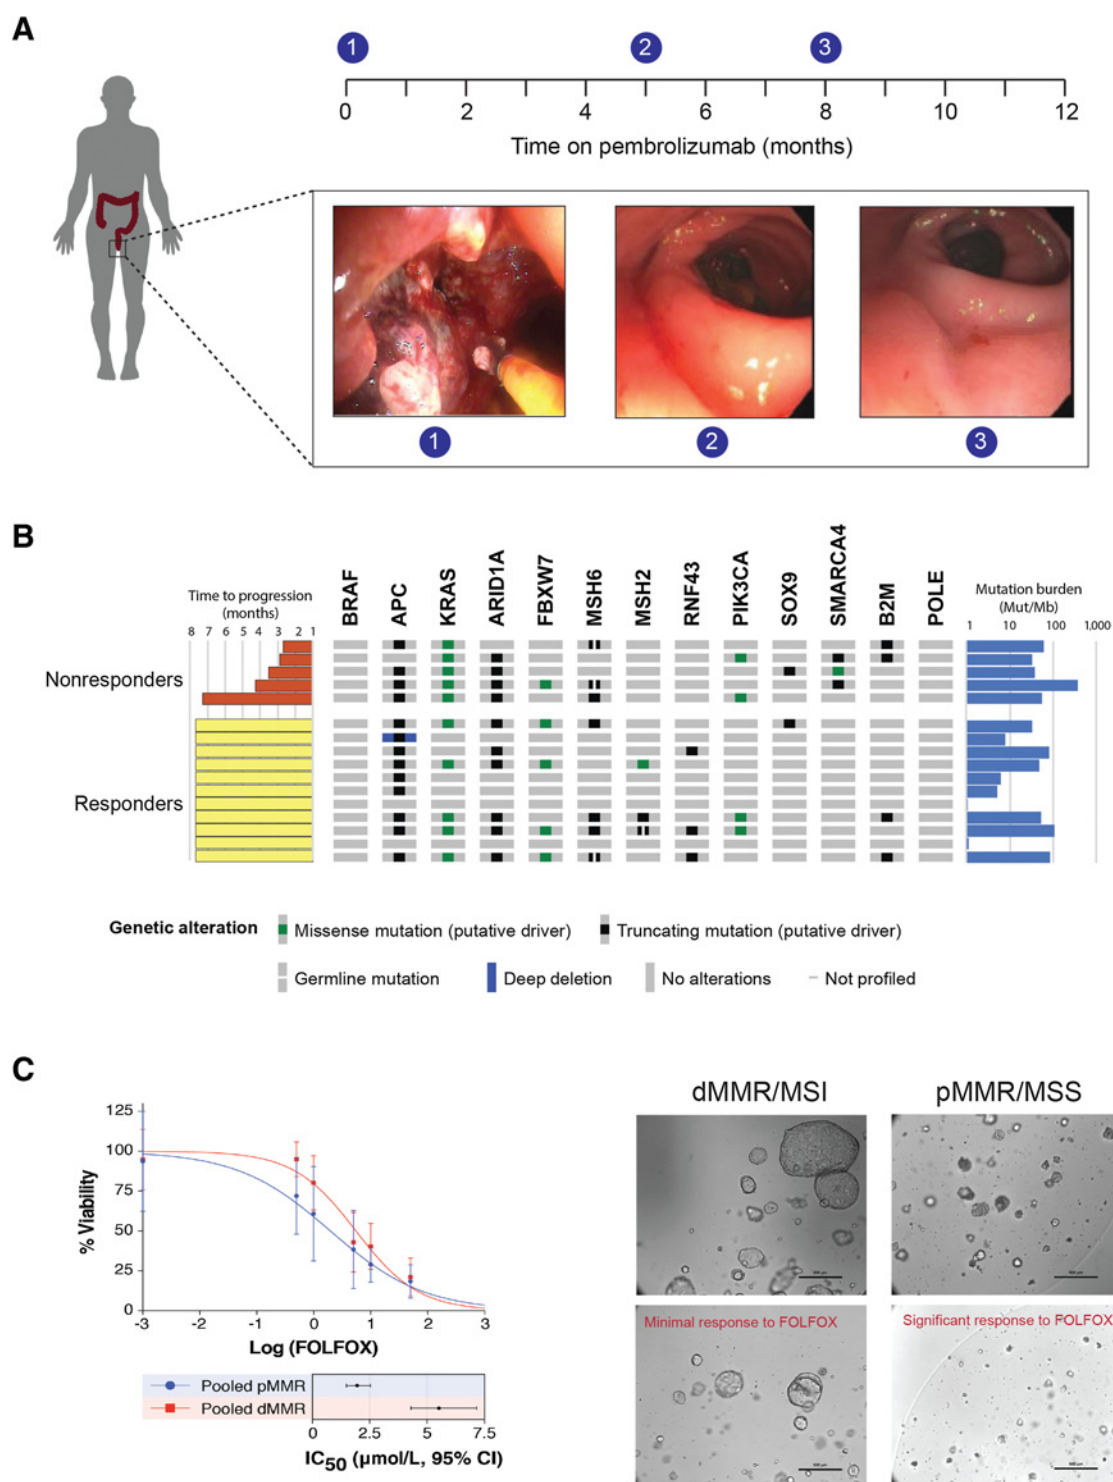 A
1
2
3
0
2
4
6
8
10
12
Time on pembrolizumab (months)
1
2
3
B
Time to progression
(months)
8 7 6 5 4 3 2 1
BRAF
APC
KRAS
ARID1A
FBXW7
MSH6
MSH2
RNF43
PIK3CA
SOX9
SMARCA4
B2M
POLE
Mutation burden
(Mut/Mb)
1 10 100 1,000
Nonresponders
Responders
Genetic alteration
Missense mutation (putative driver)
Truncating mutation (putative driver)
Germline mutation
Deep deletion
No alterations
Not profiled
C
% Viability
125
100
75
50
25
0
-3 -2 -1 0 1 2 3
Log (FOLFOX)
Pooled pMMR
Pooled dMMR
0 2.5 5 7.5
IC50 (μmol/L, 95% CI)
dMMR/MSI
pMMR/MSS
Minimal response to FOLFOX
Significant response to FOLFOX